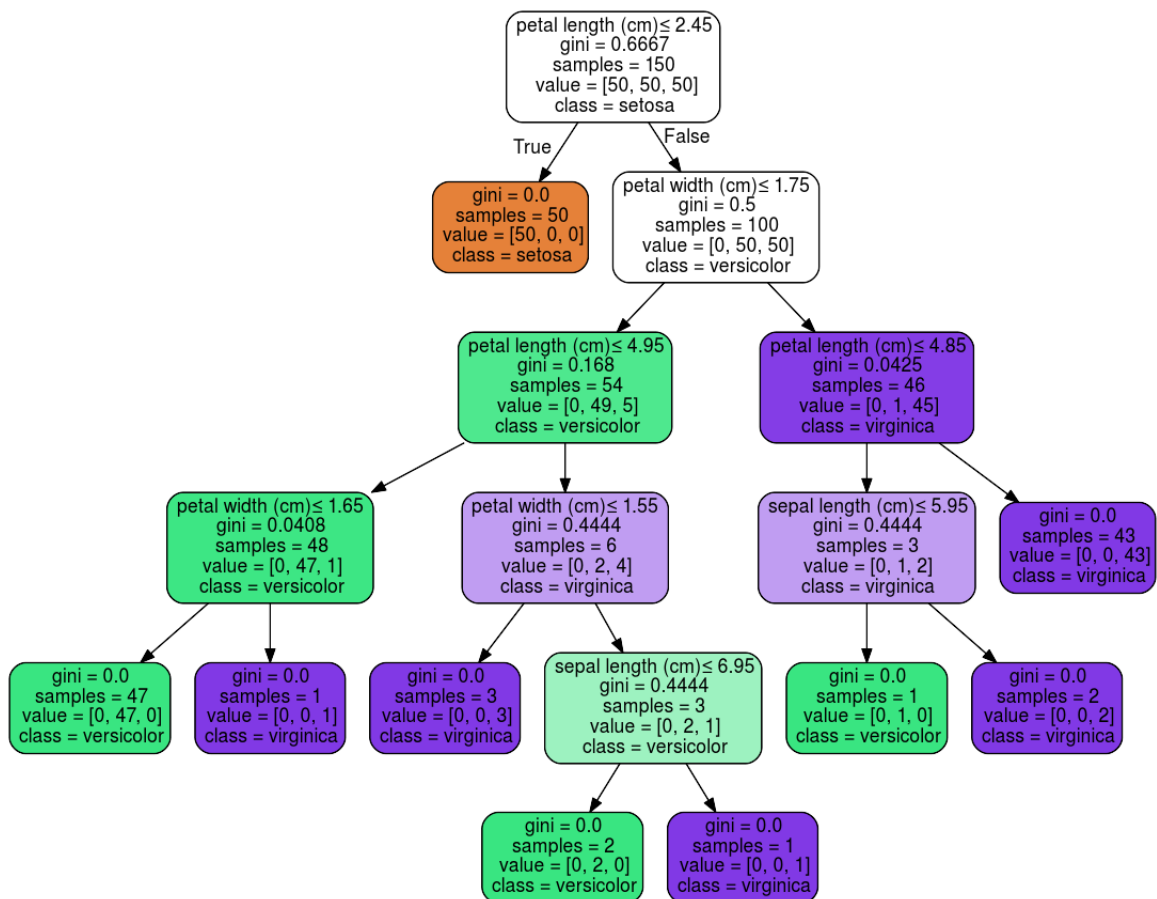 petal length (cm)≤ 2.45
gini = 0.6667
samples = 150
value = [50, 50, 50]
class = setosa
True
False
gini = 0.0
samples = 50
value = [50, 0, 0]
class = setosa
petal width (cm)≤ 1.75
gini = 0.5
samples = 100
value = [0, 50, 50]
class = versicolor
petal length (cm)≤ 4.95
gini = 0.168
samples = 54
value = [0, 49, 5]
class = versicolor
petal length (cm)≤ 4.85
gini = 0.0425
samples = 46
value = [0, 1, 45]
class = virginica
petal width (cm)≤ 1.65
gini = 0.0408
samples = 48
value = [0, 47, 1]
class = versicolor
petal width (cm)≤ 1.55
gini = 0.4444
samples = 6
value = [0, 2, 4]
class = virginica
sepal length (cm)≤ 5.95
gini = 0.4444
samples = 3
value = [0, 1, 2]
class = virginica
gini = 0.0
samples = 43
value = [0, 0, 43]
class = virginica
gini = 0.0
samples = 47
value = [0, 47, 0]
class = versicolor
gini = 0.0
samples = 1
value = [0, 0, 1]
class = virginica
gini = 0.0
samples = 3
value = [0, 0, 3]
class = virginica
sepal length (cm)≤ 6.95
gini = 0.4444
samples = 3
value = [0, 2, 1]
class = versicolor
gini = 0.0
samples = 1
value = [0, 1, 0]
class = versicolor
gini = 0.0
samples = 2
value = [0, 0, 2]
class = virginica
gini = 0.0
samples = 2
value = [0, 2, 0]
class = versicolor
gini = 0.0
samples = 1
value = [0, 0, 1]
class = virginica